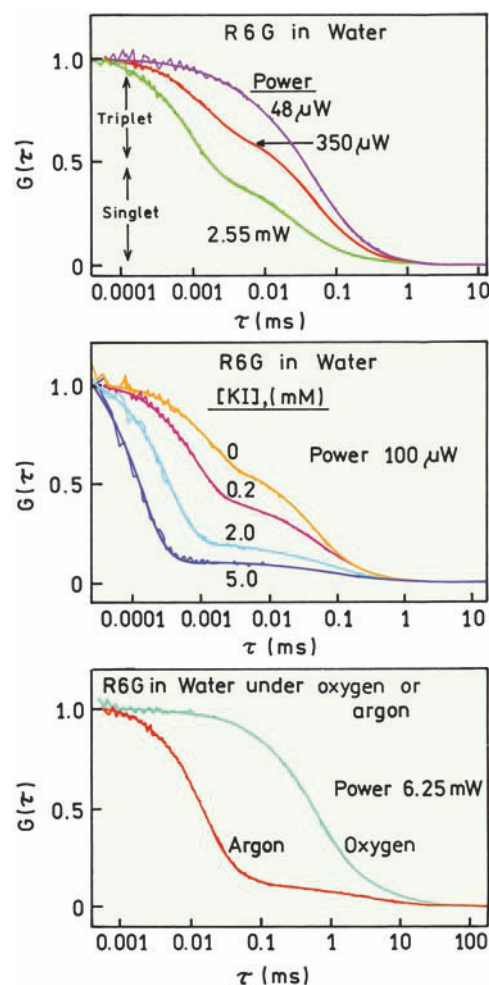 R6G in Water
Power
48 µW
350 µW
2.55 mW
Triplet
Singlet
G(τ)
1.0
0.5
0
0.0001 0.001 0.01 0.1 1 10
τ (ms)
R6G in Water
[KI],(mM)
0
0.2
2.0
5.0
Power 100 µW
G(τ)
1.0
0.5
0
0.0001 0.001 0.01 0.1 1 10
τ (ms)
R6G in Water under oxygen or
argon
Power 6.25 mW
Argon
Oxygen
G(τ)
1.0
0.5
0
0.001 0.01 0.1 1 10 100
τ (ms)